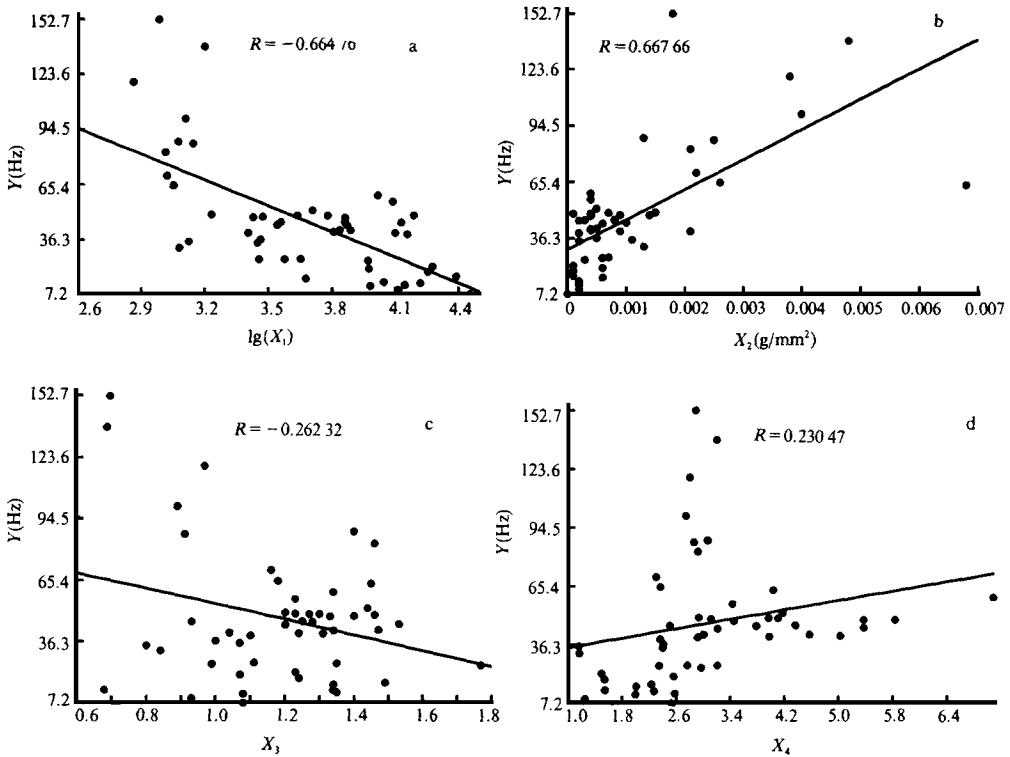 152.7
R = −0.664 76
a
123.6
94.5
Y(Hz)
65.4
36.3
7.2
2.6 2.9 3.2 3.5 3.8 4.1 4.4
lg(X₁)
152.7
b
R = 0.667 66
123.6
94.5
Y(Hz)
65.4
36.3
7.2
0 0.001 0.002 0.003 0.004 0.005 0.006 0.007
X₂(g/mm²)
152.7
R = −0.262 32
c
123.6
94.5
Y(Hz)
65.4
36.3
7.2
0.6 0.8 1.0 1.2 1.4 1.6 1.8
X₃
152.7
R = 0.230 47
d
123.6
94.5
Y(Hz)
65.4
36.3
7.2
1.0 1.8 2.6 3.4 4.2 5.0 5.8 6.4
X₄